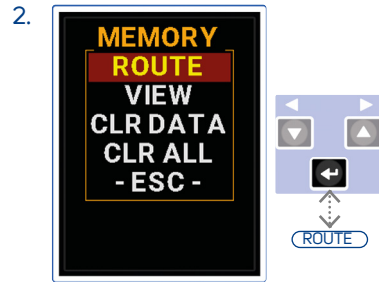 2.
MEMORY
ROUTE
VIEW
CLR DATA
CLR ALL
- ESC -
ROUTE